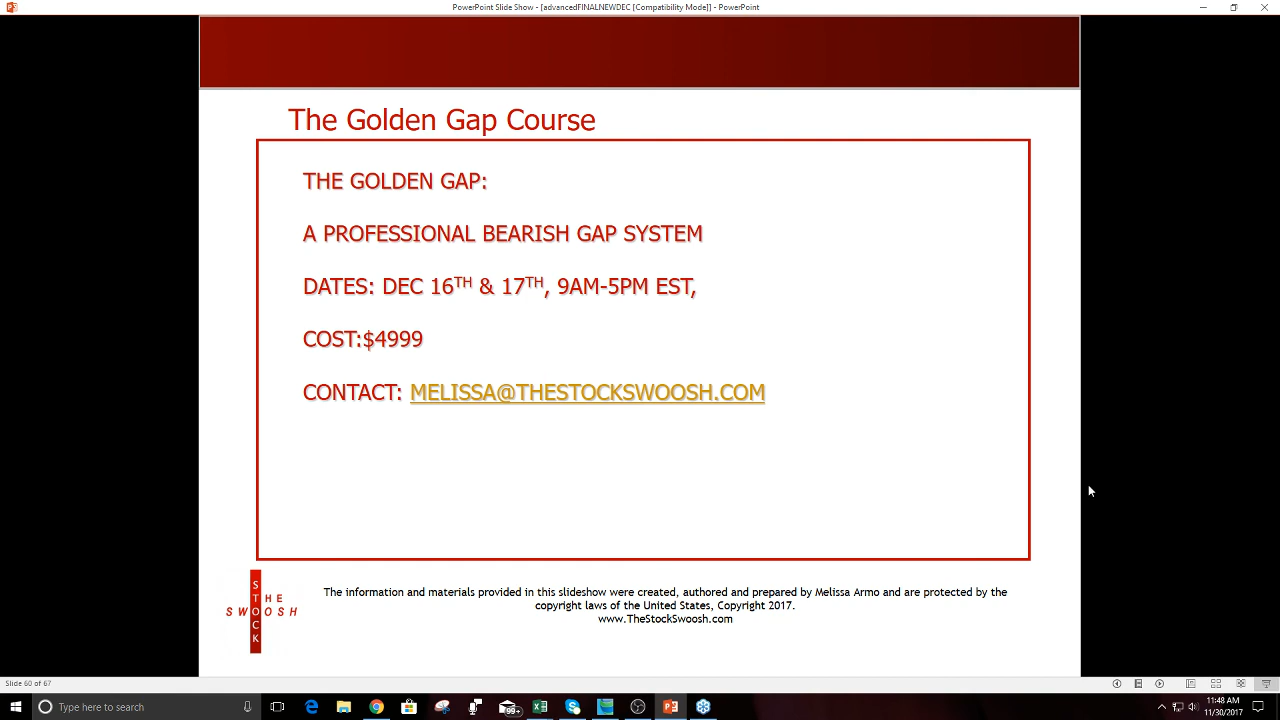 PowerPoint Slide Show - [advancedFINALNEWDEC [Compatibility Mode]] - PowerPoint
The Golden Gap Course
THE GOLDEN GAP:
A PROFESSIONAL BEARISH GAP SYSTEM
DATES: DEC 16TH & 17TH, 9AM-5PM EST,
COST:$4999
CONTACT: MELISSA@THESTOCKSWOOSH.COM
THE
STOCK
SWOOSH
The information and materials provided in this slideshow were created, authored and prepared by Melissa Armo and are protected by the
copyright laws of the United States, Copyright 2017.
www.TheStockSwoosh.com
Slide 60 of 67
Type here to search
99+
11:48 AM
11/30/2017